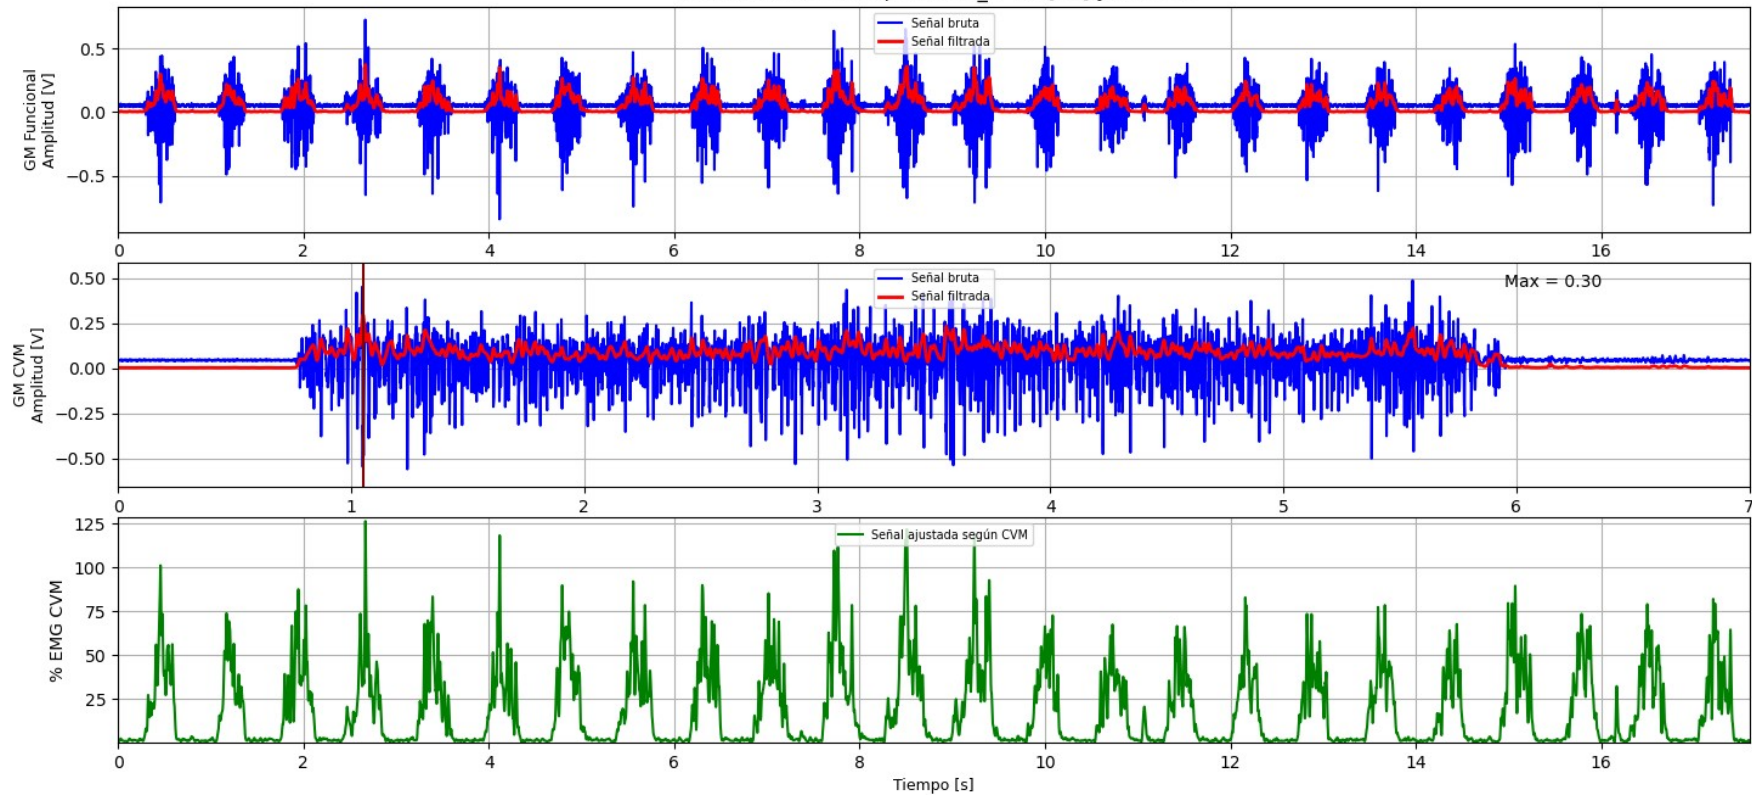 Señal bruta
Señal filtrada
GM Funcional
Amplitud [V]
0.5
0.0
−0.5
0 2 4 6 8 10 12 14 16
Señal bruta
Señal filtrada
Max = 0.30
GM CVM
Amplitud [V]
0.50
0.25
0.00
−0.25
−0.50
0 1 2 3 4 5 6 7
Señal ajustada según CVM
% EMG CVM
125
100
75
50
25
0 2 4 6 8 10 12 14 16
Tiempo [s]